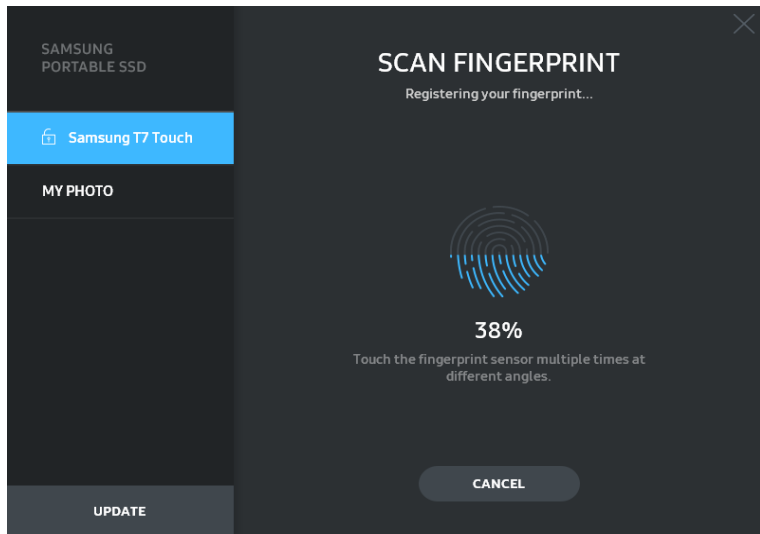 SAMSUNG
PORTABLE SSD
Samsung T7 Touch
MY PHOTO
UPDATE
SCAN FINGERPRINT
Registering your fingerprint...
38%
Touch the fingerprint sensor multiple times at
different angles.
CANCEL